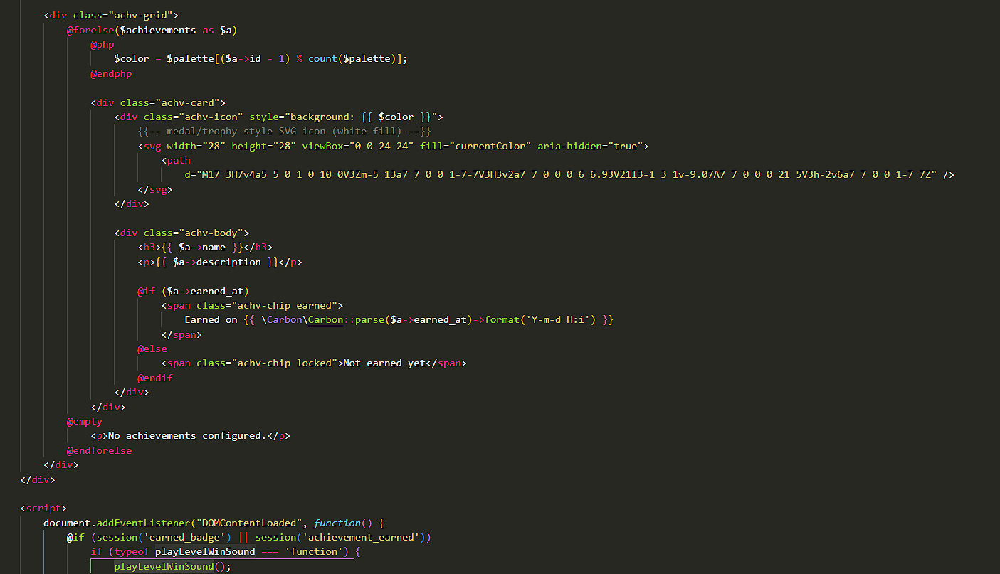 <div class="achv-grid">
@forelse($achievements as $a)
@php
$color = $palette[($a->id - 1) % count($palette)];
@endphp
<div class="achv-card">
<div class="achv-icon" style="background: {{ $color }}">
{{-- medal/trophy style SVG icon (white fill) --}}
<svg width="28" height="28" viewBox="0 0 24 24" fill="currentColor" aria-hidden="true">
<path
d="M17 3H7v4a5 5 0 1 0 10 0V3Zm-5 13a7 7 0 0 1-7-7V3H3v2a7 7 0 0 0 6 6.93V21l3-1 3 1v-9.07A7 7 0 0 0 21 5V3h-2v6a7 7 0 0 1-7 7Z" />
</svg>
</div>
<div class="achv-body">
<h3>{{ $a->name }}</h3>
<p>{{ $a->description }}</p>
@if ($a->earned_at)
<span class="achv-chip earned">
Earned on {{ \Carbon\Carbon::parse($a->earned_at)->format('Y-m-d H:i') }}
</span>
@else
<span class="achv-chip locked">Not earned yet</span>
@endif
</div>
</div>
@empty
<p>No achievements configured.</p>
@endforelse
</div>
</div>
<script>
document.addEventListener("DOMContentLoaded", function() {
@if (session('earned_badge') || session('achievement_earned'))
if (typeof playLevelWinSound === 'function') {
playLevelWinSound();